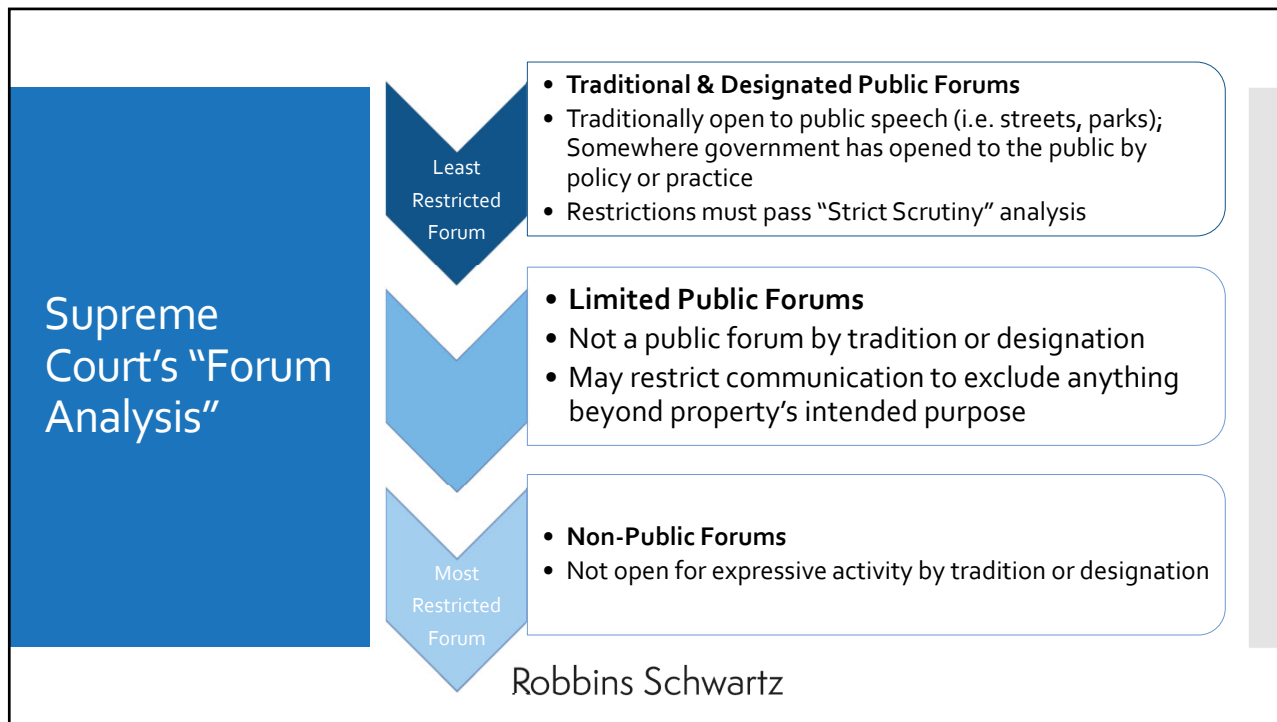 Supreme
Court’s “Forum
Analysis”
Least
Restricted
Forum
• Traditional & Designated Public Forums
• Traditionally open to public speech (i.e. streets, parks);
Somewhere government has opened to the public by
policy or practice
• Restrictions must pass “Strict Scrutiny” analysis
• Limited Public Forums
• Not a public forum by tradition or designation
• May restrict communication to exclude anything
beyond property’s intended purpose
Most
Restricted
Forum
• Non-Public Forums
• Not open for expressive activity by tradition or designation
Robbins Schwartz